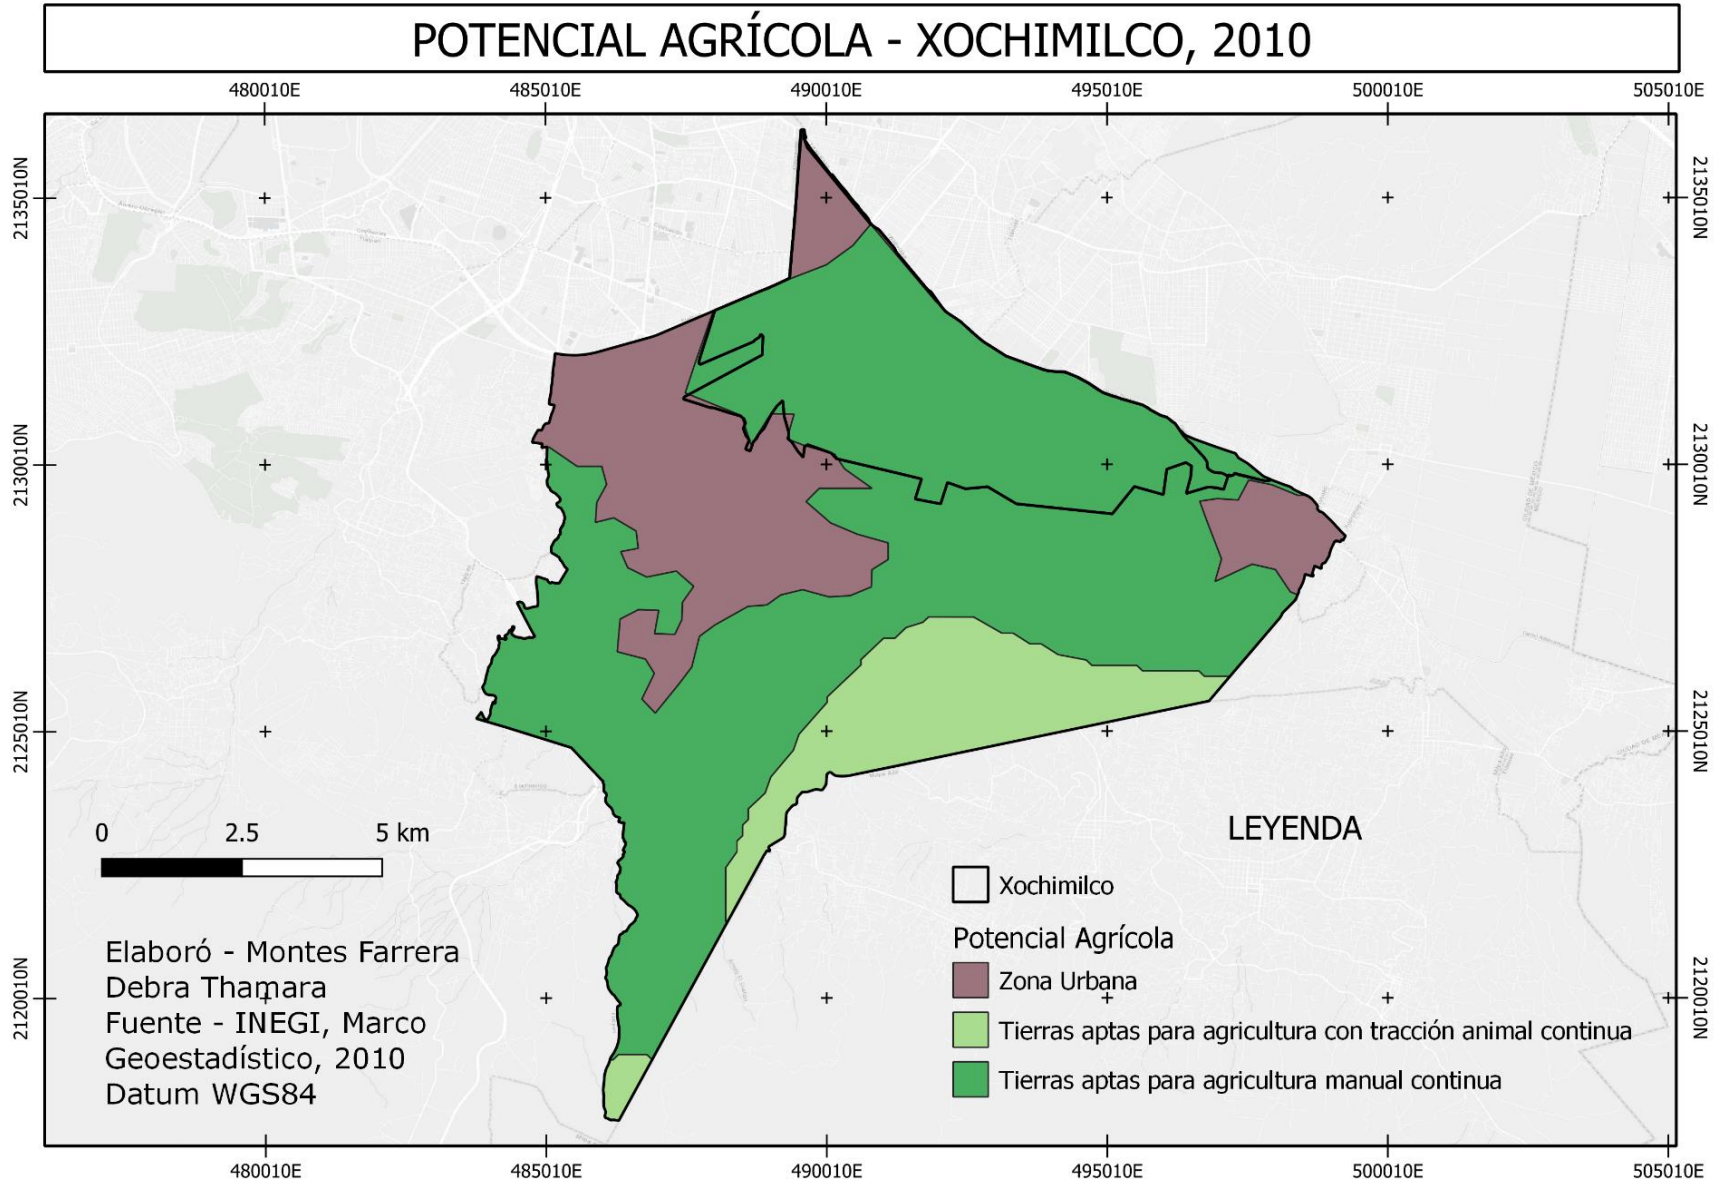 POTENCIAL AGRÍCOLA - XOCHIMILCO, 2010
480010E 485010E 490010E 495010E 500010E 505010E
2135010N 2135010N
2130010N 2130010N
2125010N 2125010N
0 2.5 5 km
LEYENDA
Xochimilco
Potencial Agrícola
Zona Urbana
Tierras aptas para agricultura con tracción animal continua
Tierras aptas para agricultura manual continua
Elaboró - Montes Farrera
Debra Thamara
Fuente - INEGI, Marco
Geoestadístico, 2010
Datum WGS84
2120010N 2120010N
480010E 485010E 490010E 495010E 500010E 505010E